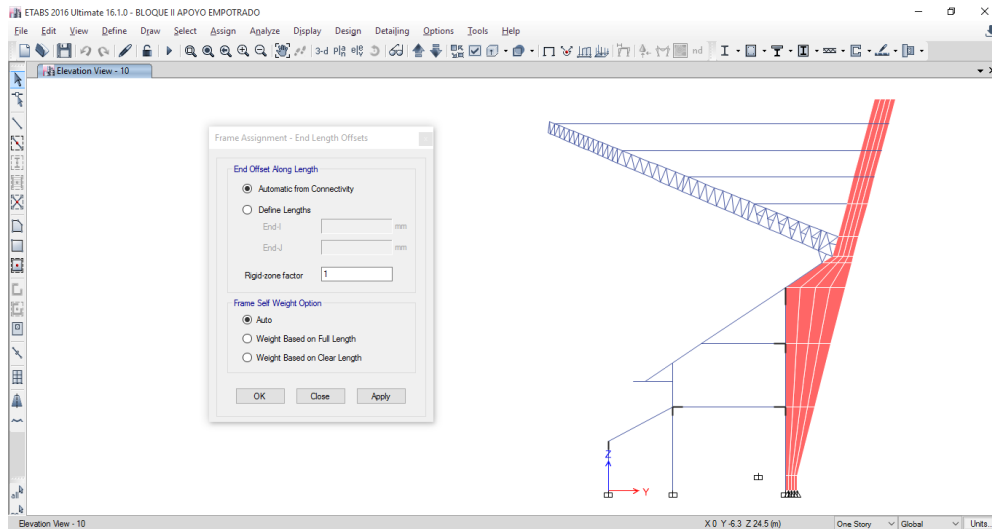 ETABS 2016 Ultimate 16.1.0 - BLOQUE II APOYO EMPOTRADO
File Edit View Define Draw Select Assign Analyze Display Design Detailing Options Tools Help
3-d nd
Elevation View - 10
Frame Assignment - End Length Offsets
End Offset Along Length
Automatic from Connectivity
Define Lengths
End-I mm
End-J mm
Rigid-zone factor 1
Frame Self Weight Option
Auto
Weight Based on Full Length
Weight Based on Clear Length
OK Close Apply
Z
Y
all
Elevation View - 10 X 0 Y -6.3 Z 24.5 (m) One Story Global Units...